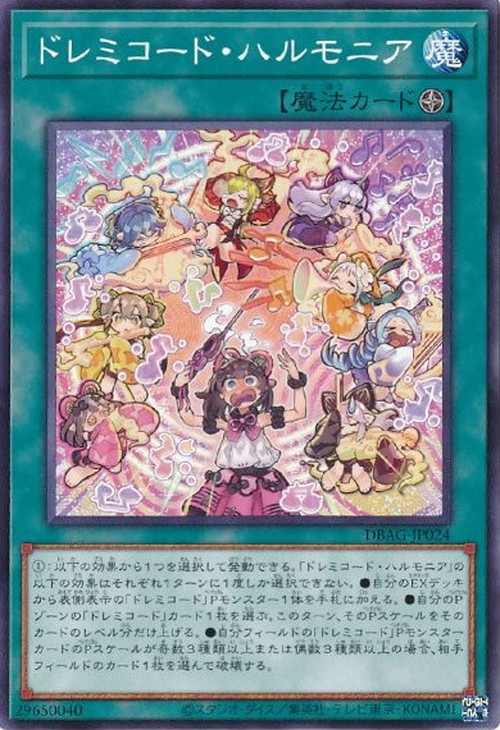 ドレミコード・ハルモニア
魔
【魔法カード】
DBAG-JP024
①:以下の効果から1つを選択して発動できる。「ドレミコード・ハルモニア」の
以下の効果はそれぞれ1ターンに1度しか選択できない。●自分のEXデッキ
から表側表示の「ドレミコード」Pモンスター1体を手札に加える。●自分のP
ゾーンの「ドレミコード」カード1枚を選ぶ。このターン、そのPスケールをその
カードのレベル分だけ上げる。●自分フィールドの「ドレミコード」Pモンスター
カードのPスケールが奇数3種類以上または偶数3種類以上の場合、相手
フィールドのカード1枚を選んで破壊する。
29650040
©スタジオ・ダイス/集英社・テレビ東京・KONAMI